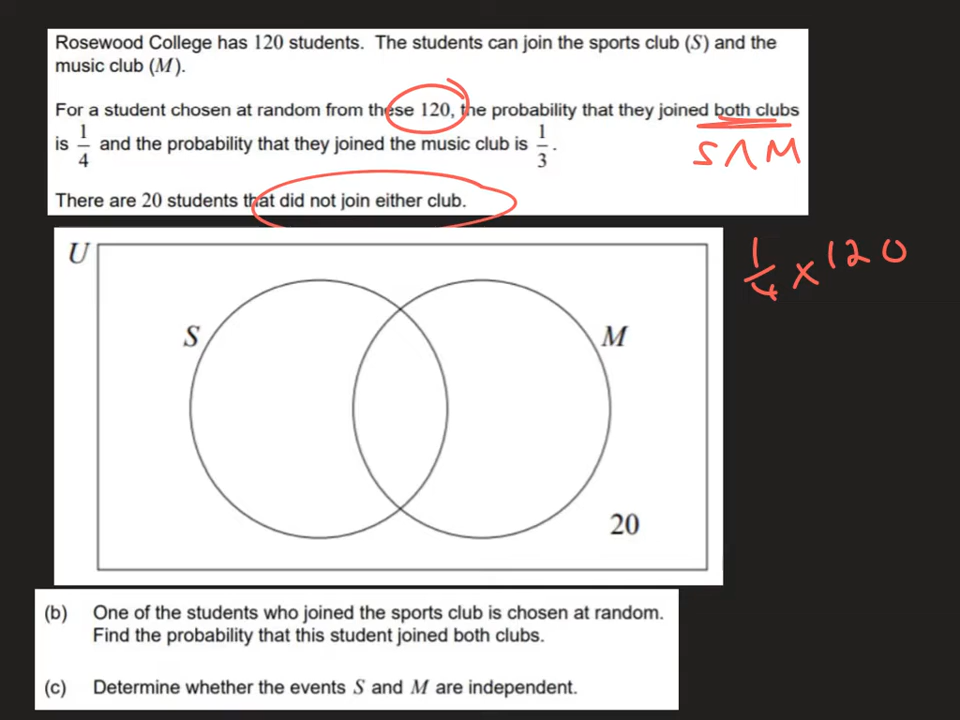 Rosewood College has 120 students. The students can join the sports club (S) and the
music club (M).
For a student chosen at random from these 120, the probability that they joined both clubs
is 1/4 and the probability that they joined the music club is 1/3.
S ∩ M
There are 20 students that did not join either club.
U
1/4 × 120
S
M
20
(b) One of the students who joined the sports club is chosen at random.
Find the probability that this student joined both clubs.
(c) Determine whether the events S and M are independent.